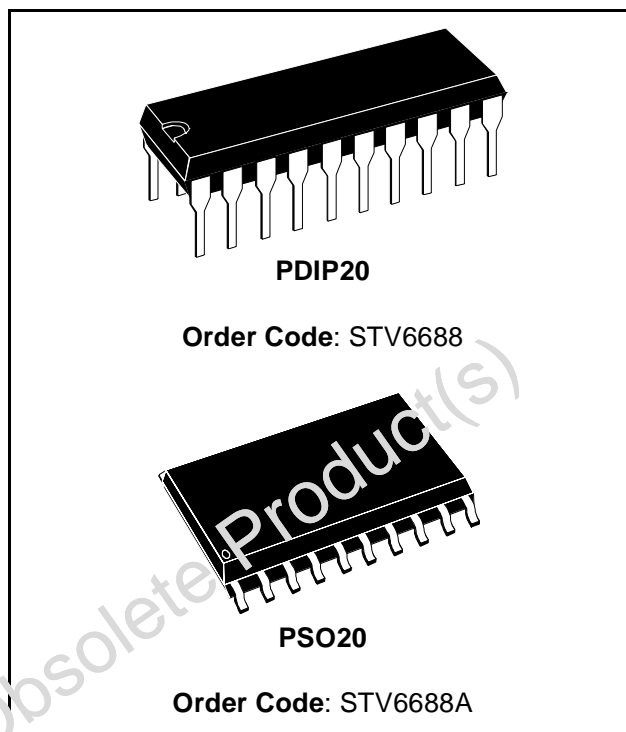 PDIP20
Order Code: STV6688
Obsolete Product(s)
PSO20
Order Code: STV6688A